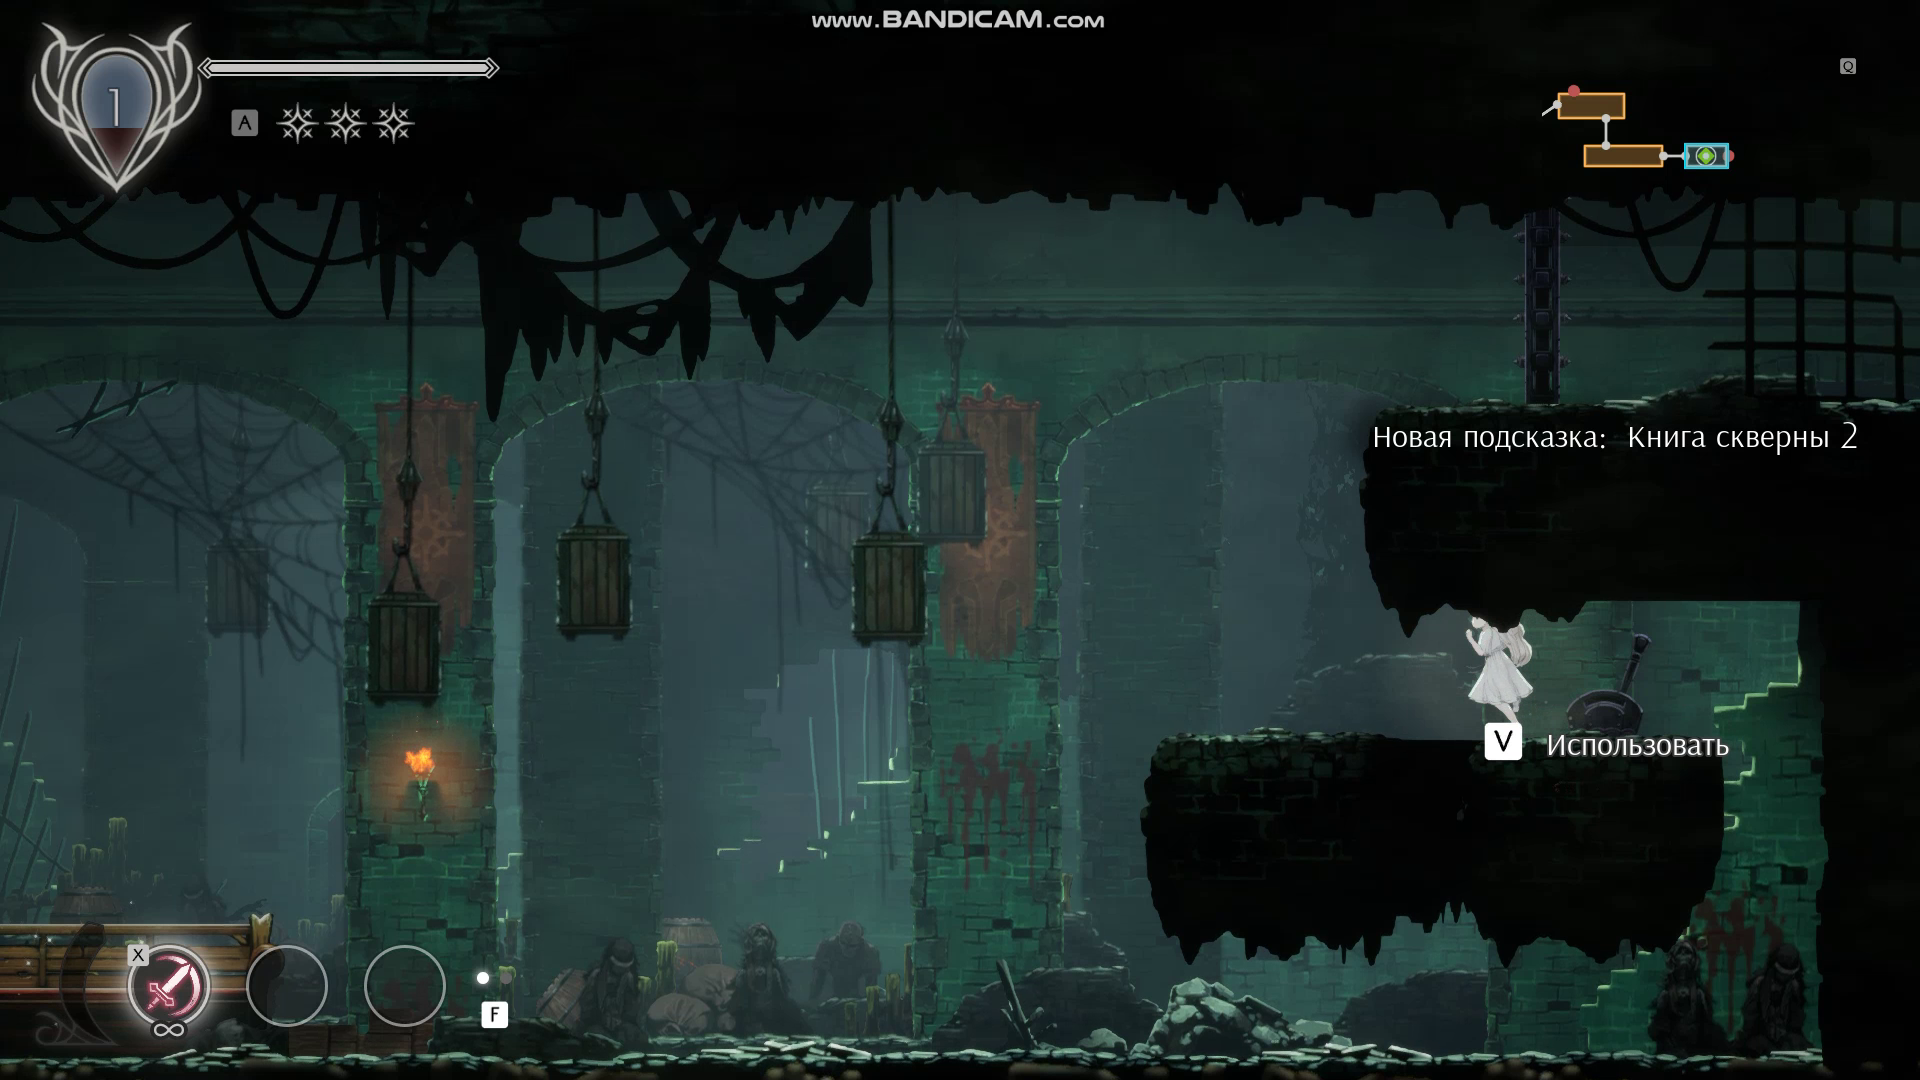 www.BANDICAM.com
Q
1
A
Новая подсказка: Книга скверны 2
V Использовать
X
F